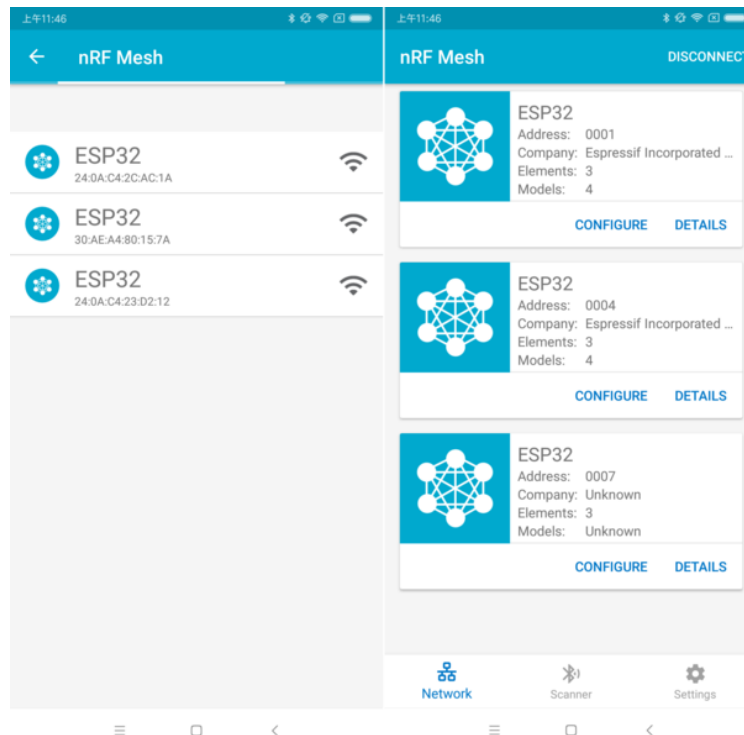 上午11:46
nRF Mesh
ESP32
24:0A:C4:2C:AC:1A
ESP32
30:AE:A4:80:15:7A
ESP32
24:0A:C4:23:D2:12
上午11:46
nRF Mesh DISCONNECT
ESP32
Address: 0001
Company: Espressif Incorporated ...
Elements: 3
Models: 4
CONFIGURE DETAILS
ESP32
Address: 0004
Company: Espressif Incorporated ...
Elements: 3
Models: 4
CONFIGURE DETAILS
ESP32
Address: 0007
Company: Unknown
Elements: 3
Models: Unknown
CONFIGURE DETAILS
Network Scanner Settings